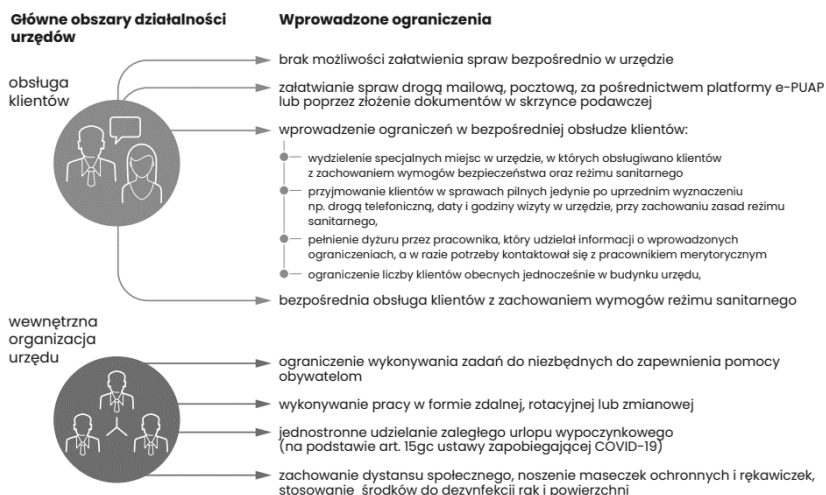 Główne obszary działalności
urzędów
Wprowadzone ograniczenia
obsługa
klientów
brak możliwości załatwienia spraw bezpośrednio w urzędzie
załatwianie spraw drogą mailową, pocztową, za pośrednictwem platformy e-PUAP
lub poprzez złożenie dokumentów w skrzynce podawczej
wprowadzenie ograniczeń w bezpośredniej obsłudze klientów:
wydzielenie specjalnych miejsc w urzędzie, w których obsługiwano klientów
z zachowaniem wymogów bezpieczeństwa oraz reżimu sanitarnego
przyjmowanie klientów w sprawach pilnych jedynie po uprzednim wyznaczeniu
np. drogą telefoniczną, daty i godziny wizyty w urzędzie, przy zachowaniu zasad reżimu
sanitarnego,
pełnienie dyżuru przez pracownika, który udzielał informacji o wprowadzonych
ograniczeniach, a w razie potrzeby kontaktował się z pracownikiem merytorycznym
ograniczenie liczby klientów obecnych jednocześnie w budynku urzędu,
bezpośrednia obsługa klientów z zachowaniem wymogów reżimu sanitarnego
wewnętrzna
organizacja
urzędu
ograniczenie wykonywania zadań do niezbędnych do zapewnienia pomocy
obywatelom
wykonywanie pracy w formie zdalnej, rotacyjnej lub zmianowej
jednostronne udzielanie zaległego urlopu wypoczynkowego
(na podstawie art. 15gc ustawy zapobiegającej COVID-19)
zachowanie dystansu społecznego, noszenie maseczek ochronnych i rękawiczek,
stosowanie środków do dezynfekcji rąk i powierzchni